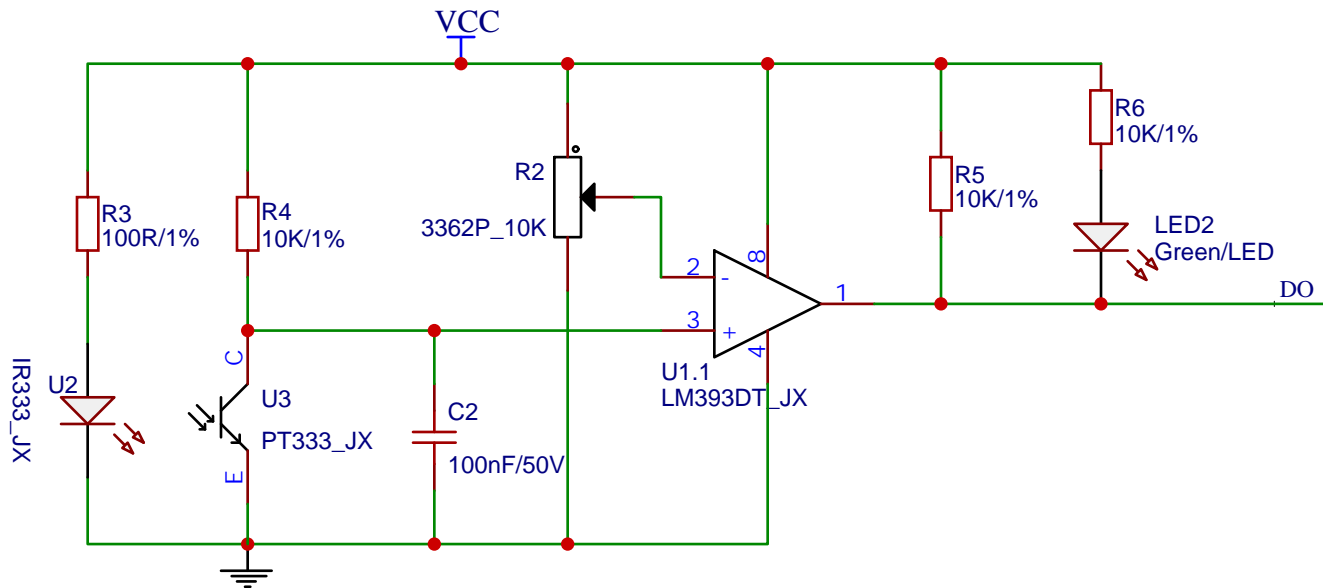 VCC
R3
100R/1%
R4
10K/1%
R2
3362P_10K
R5
10K/1%
R6
10K/1%
LED2
Green/LED
2
-
8
1
DO
3
+
4
U1.1
LM393DT_JX
C
U3
PT333_JX
E
U2
IR333_JX
C2
100nF/50V